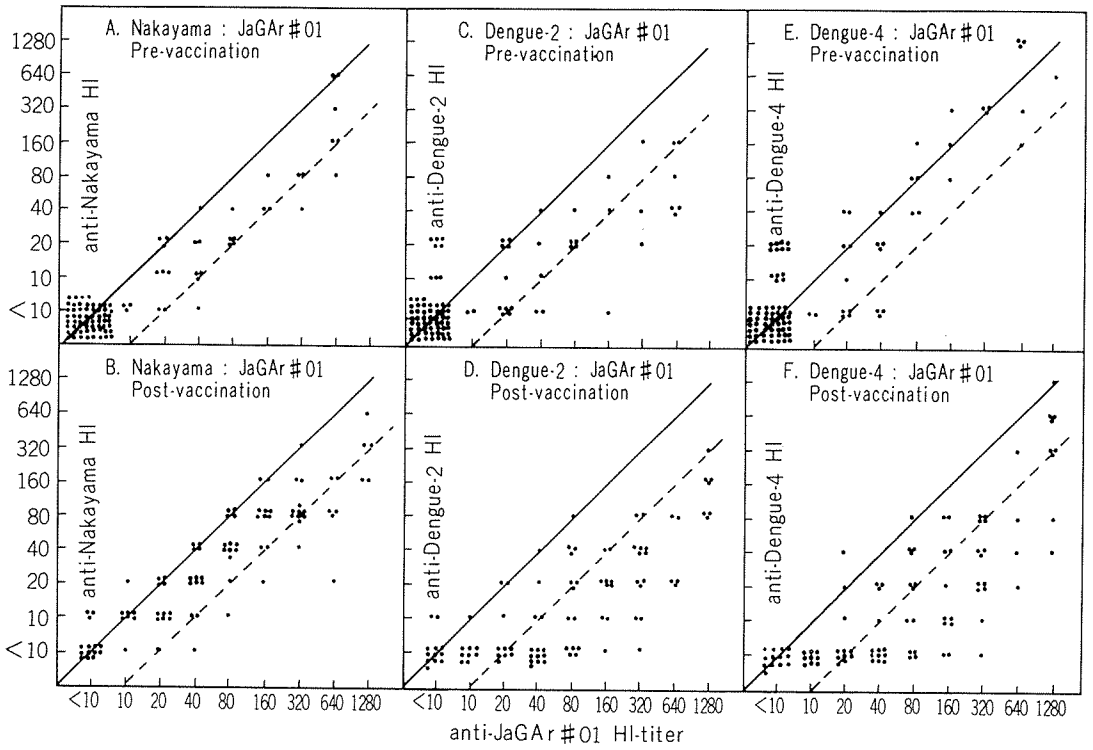 A. Nakayama : JaGAr #01
Pre-vaccination
C. Dengue-2 : JaGAr #01
Pre-vaccination
E. Dengue-4 : JaGAr #01
Pre-vaccination
1280
640
320
160
80
40
20
10
<10
anti-Nakayama HI
anti-Dengue-2 HI
anti-Dengue-4 HI
B. Nakayama : JaGAr #01
Post-vaccination
D. Dengue-2 : JaGAr #01
Post-vaccination
F. Dengue-4 : JaGAr #01
Post-vaccination
1280
640
320
160
80
40
20
10
<10
anti-Nakayama HI
anti-Dengue-2 HI
anti-Dengue-4 HI
<10 10 20 40 80 160 320 640 1280
<10 10 20 40 80 160 320 640 1280
<10 10 20 40 80 160 320 640 1280
anti-JaGAr #01 HI-titer